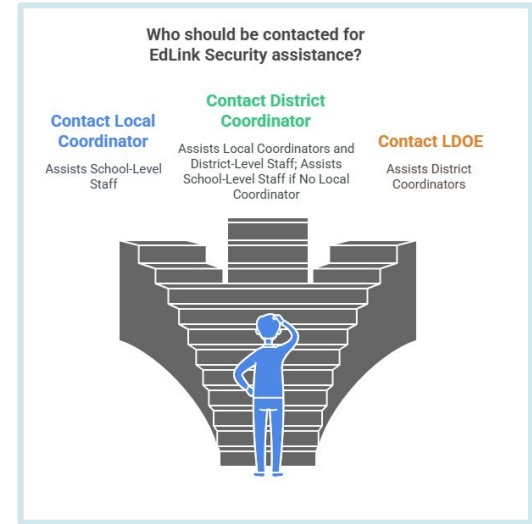 Who should be contacted for
EdLink Security assistance?
Contact Local
Coordinator
Assists School-Level
Staff
Contact District
Coordinator
Assists Local Coordinators and
District-Level Staff; Assists
School-Level Staff if No Local
Coordinator
Contact LDOE
Assists District
Coordinators